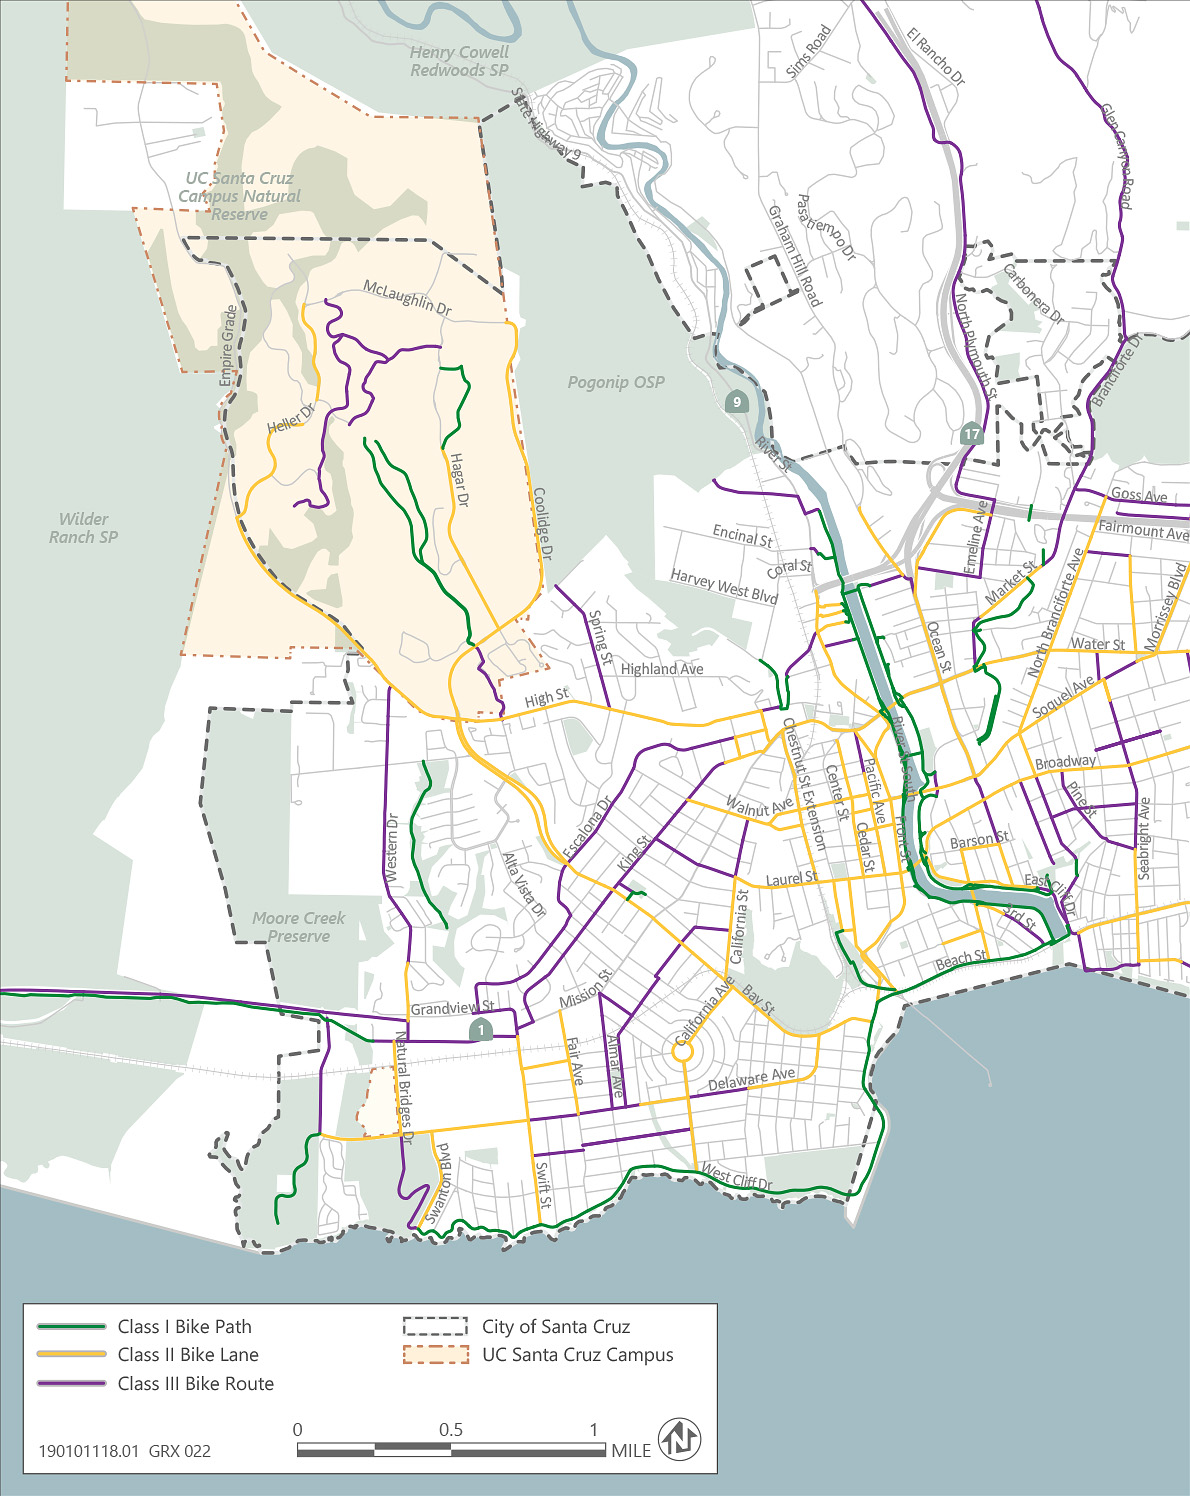 Henry Cowell
Redwoods SP
Sims Road
El Rancho Dr
State Highway 9
Glen Canyon Road
UC Santa Cruz
Campus Natural
Reserve
Graham Hill Road
Pasatiempo Dr
McLaughlin Dr
Carbonera Dr
Empire Grade
North Plymouth St
Branciforte Dr
Pogonip OSP
9
Heller Dr
17
River St
Hagar Dr
Coolidge Dr
Goss Ave
Wilder
Ranch SP
Fairmount Ave
Encinal St
Emeline Ave
Coral St
Harvey West Blvd
Market St
North Branciforte Ave
Morrissey Blvd
Spring St
Ocean St
Water St
Highland Ave
High St
Soquel Ave
Chestnut St Extension
River St South
Center St
Pacific Ave
Broadway
Pine St
Walnut Ave
Escalona Dr
King St
Western Dr
Cedar St
Front St
Barson St
Seabright Ave
Alta Vista Dr
Laurel St
East Cliff Dr
3rd St
Moore Creek
Preserve
California St
Beach St
Mission St
Bay St
California Ave
Grandview St
1
Natural Bridges Dr
Fair Ave
Almar Ave
Delaware Ave
Swanton Blvd
Swift St
West Cliff Dr
Class I Bike Path
City of Santa Cruz
Class II Bike Lane
UC Santa Cruz Campus
Class III Bike Route
0
0.5
1
190101118.01 GRX 022
MILE
N